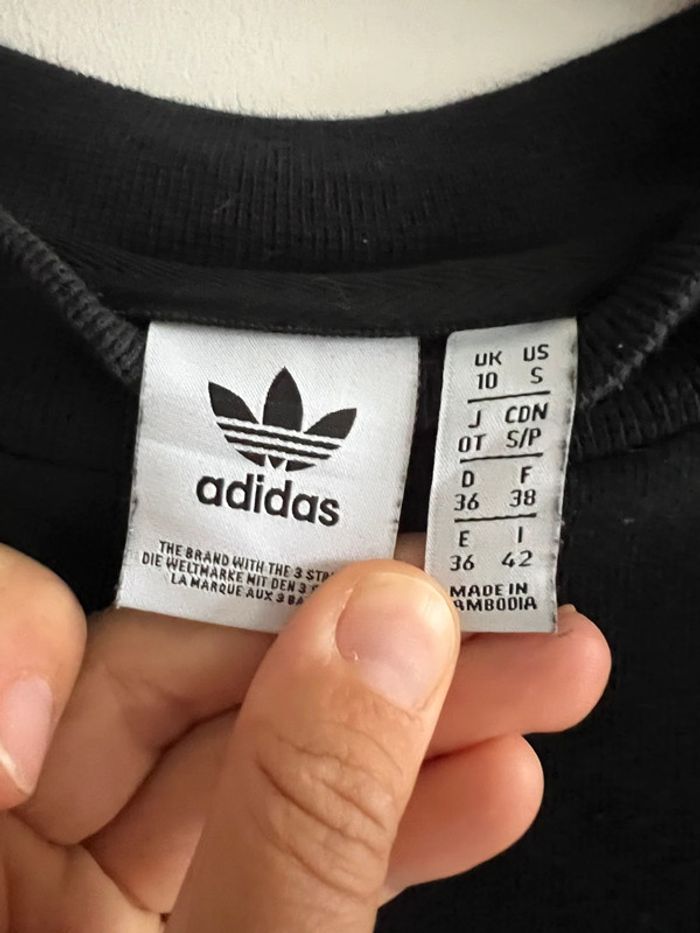 adidas
THE BRAND WITH THE 3
DIE WELTMARKE MIT DEN 3
LA MARQUE AUX 3
UK US
10 S
J CDN
OT S/P
D F
36 38
E I
36 42
MADE IN
AMBODIA